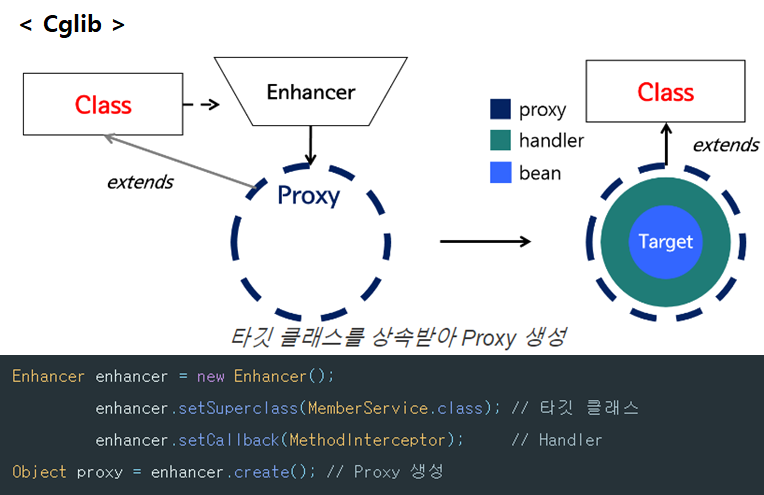 < Cglib >
Class
Enhancer
Class
proxy
handler
bean
extends
extends
Proxy
Target
타깃 클래스를 상속받아 Proxy 생성
Enhancer enhancer = new Enhancer();
enhancer.setSuperclass(MemberService.class); // 타깃 클래스
enhancer.setCallback(MethodInterceptor); // Handler
Object proxy = enhancer.create(); // Proxy 생성